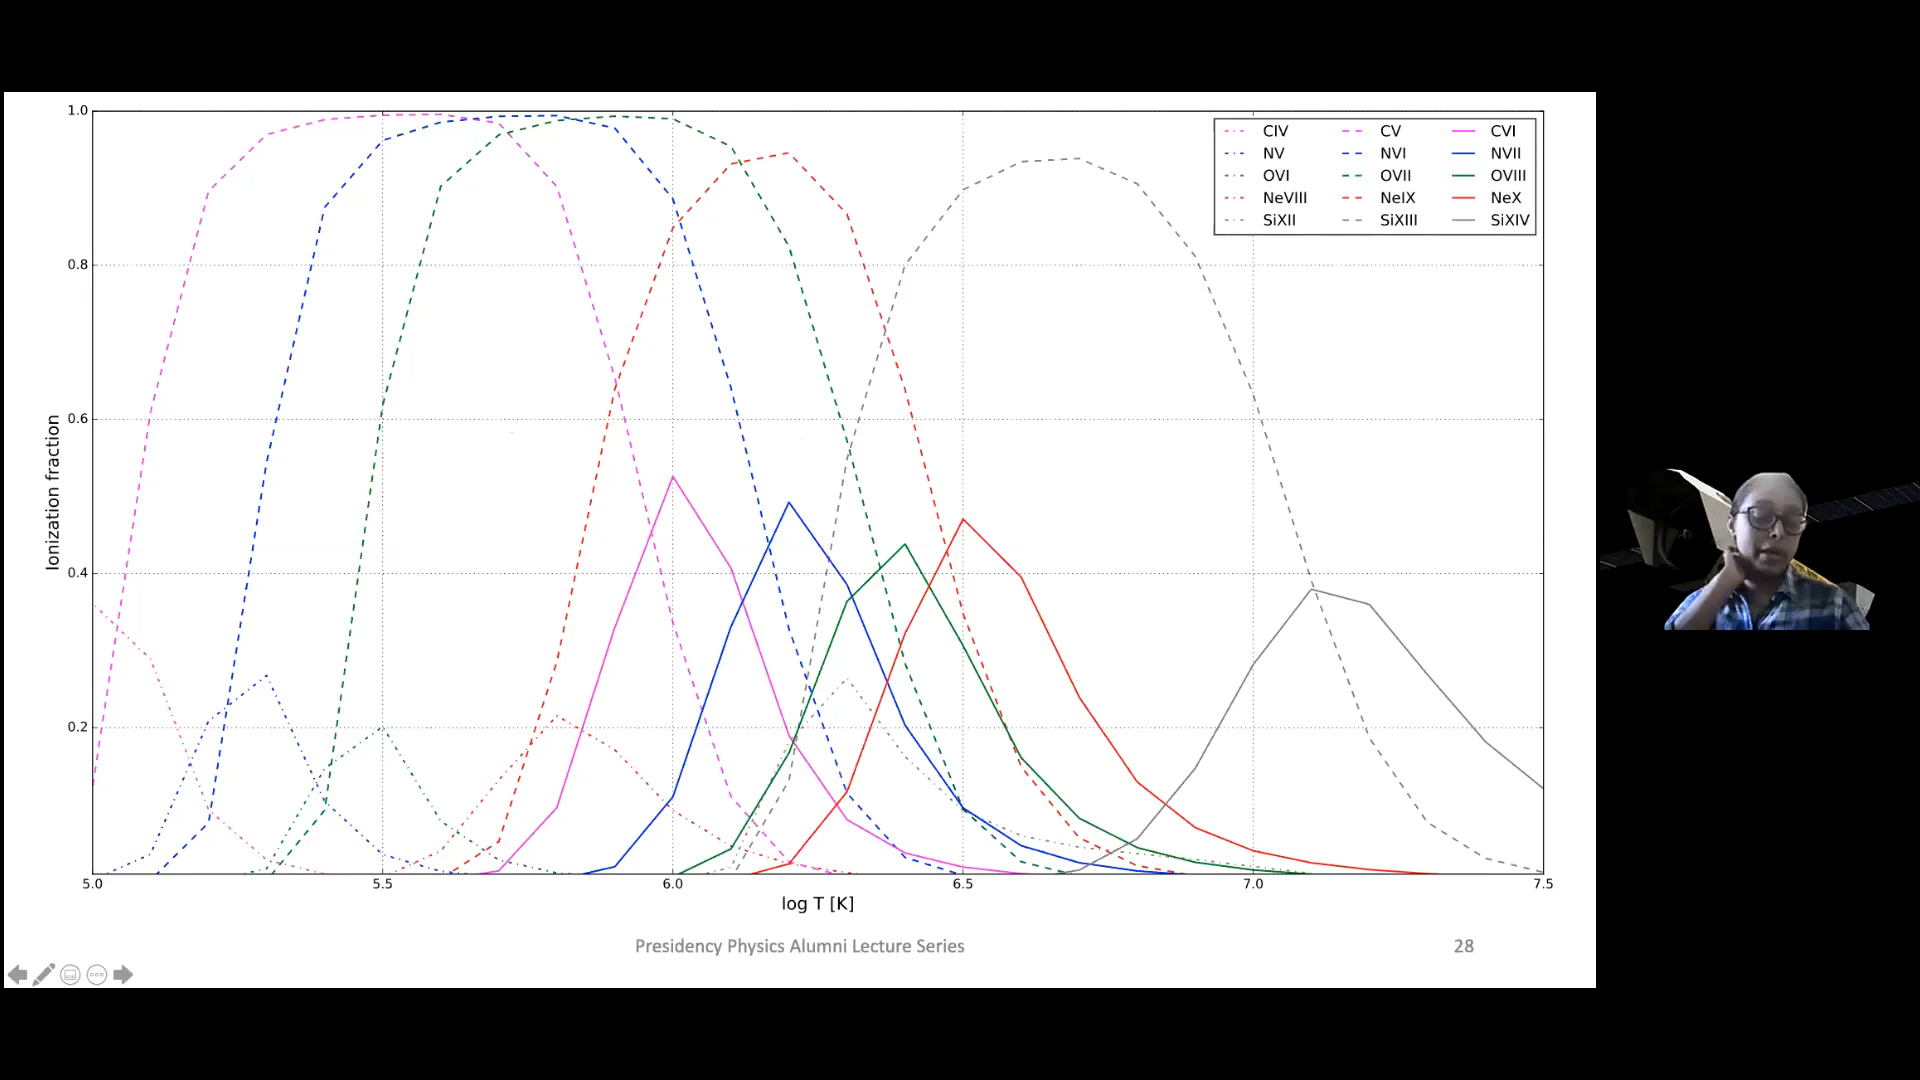 1.0
0.8
0.6
0.4
0.2
Ionization fraction
CIV CV CVI
NV NVI NVII
OVI OVII OVIII
NeVIII NeIX NeX
SiXII SiXIII SiXIV
5.0 5.5 6.0 6.5 7.0 7.5
log T [K]
Presidency Physics Alumni Lecture Series 28